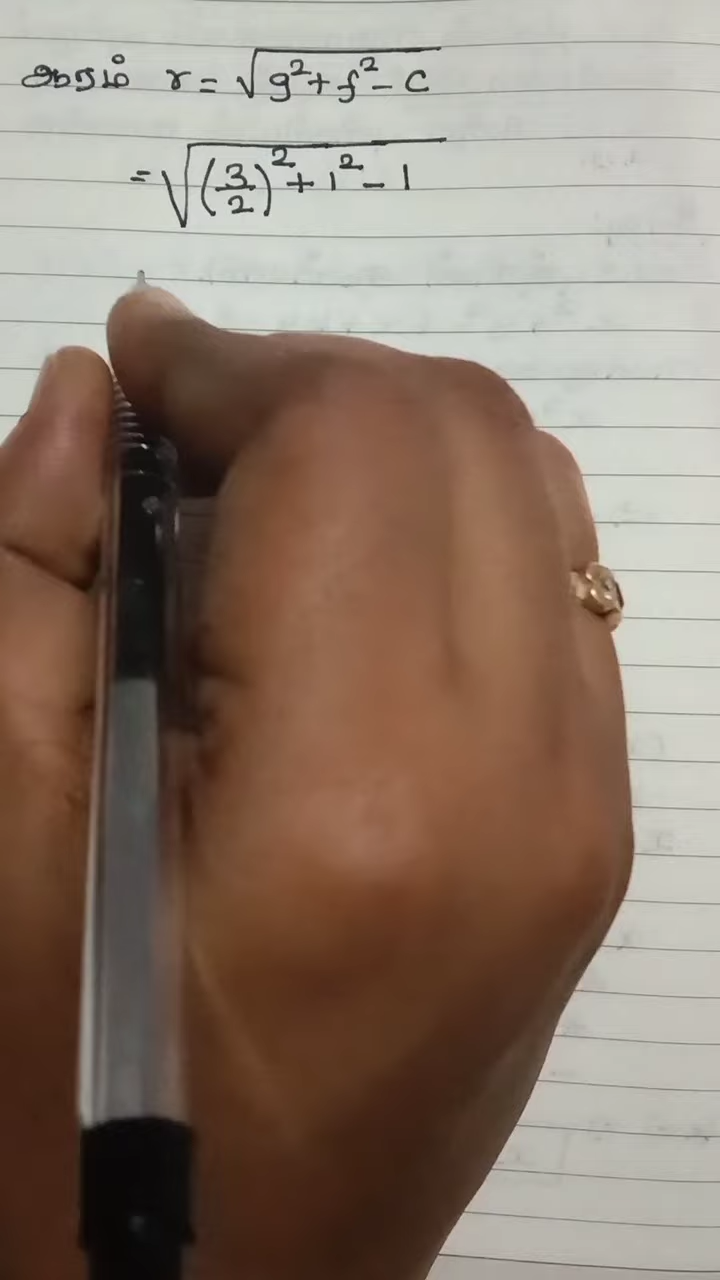 ஆரம் r = √g²+f²-c
= √(3/2)²+1²-1